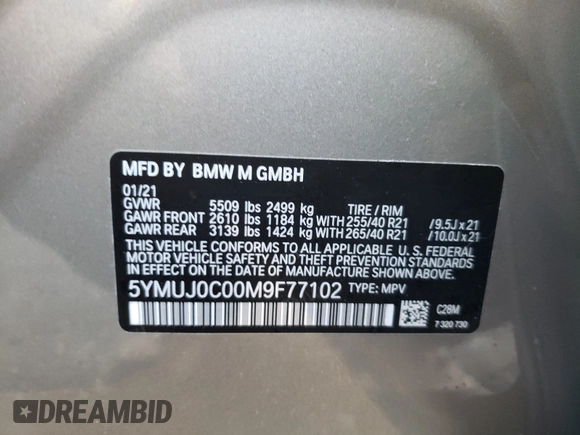 MFD BY BMW M GMBH
01/21
GVWR 5509 lbs 2499 kg TIRE / RIM
GAWR FRONT 2610 lbs 1184 kg WITH 255/40 R21 /9.5J x 21
GAWR REAR 3139 lbs 1424 kg WITH 265/40 R21 /10.0J x 21
THIS VEHICLE CONFORMS TO ALL APPLICABLE U.S. FEDERAL
MOTOR VEHICLE SAFETY AND THEFT PREVENTION STANDARDS
IN EFFECT ON THE DATE OF MANUFACTURE SHOWN ABOVE.
5YMUJ0C00M9F77102 TYPE: MPV
C28M
7 320 730
DREAMBID